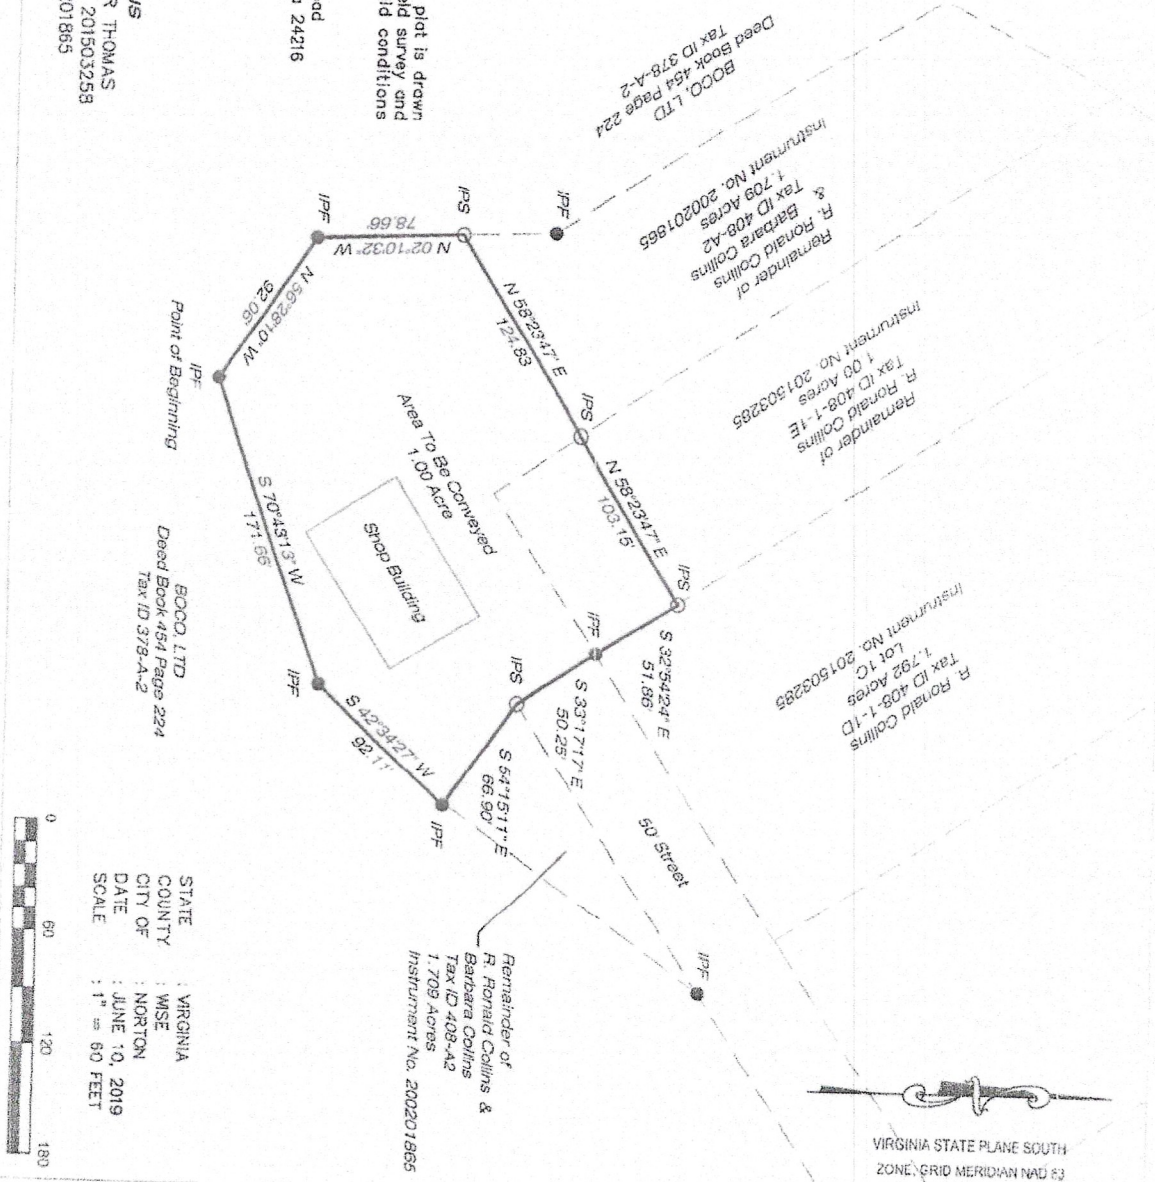 US
R THOMAS
201503258
01865
oad
a 24216
plat is drawn
eld survey and
id conditions
BOCO, LTD
Deed Book 454 Page 224
Tax ID 378-A-2
Remainder of
R. Ronald Collins
&
Barbara Collins
Tax ID 408-A2
1.709 Acres
Instrument No. 200201865
Remainder of
R. Ronald Collins
Tax ID 408-1-1E
1.00 Acres
Instrument No. 201503285
R. Ronald Collins
Tax ID 408-1-1D
Lot 1C
1.792 Acres
Instrument No. 201503285
IPF
IPS
IPF
N 02°10'32" W
78.66'
N 58°23'47" E
124.83
IPS
N 58°23'47" E
103.15'
IPS
S 32°54'24" E
51.86'
IPF
S 33°17'17" E
50.25'
IPS
S 54°15'11" E
66.90'
IPF
50' Street
IPF
N 56°28'10" W
92.06'
IPF
Point of Beginning
S 70°43'13" W
171.66'
IPF
S 42°34'27" W
92.11'
Area To Be Conveyed
1.00 Acre
Shop Building
BOCO, LTD
Deed Book 454 Page 224
Tax ID 378-A-2
Remainder of
R. Ronald Collins &
Barbara Collins
Tax ID 408-A2
1.709 Acres
Instrument No. 200201865
STATE : VIRGINIA
COUNTY : WISE
CITY OF : NORTON
DATE : JUNE 10, 2019
SCALE : 1" = 60 FEET
0 60 120 180
VIRGINIA STATE PLANE SOUTH
ZONE, GRID MERIDIAN NAD 83